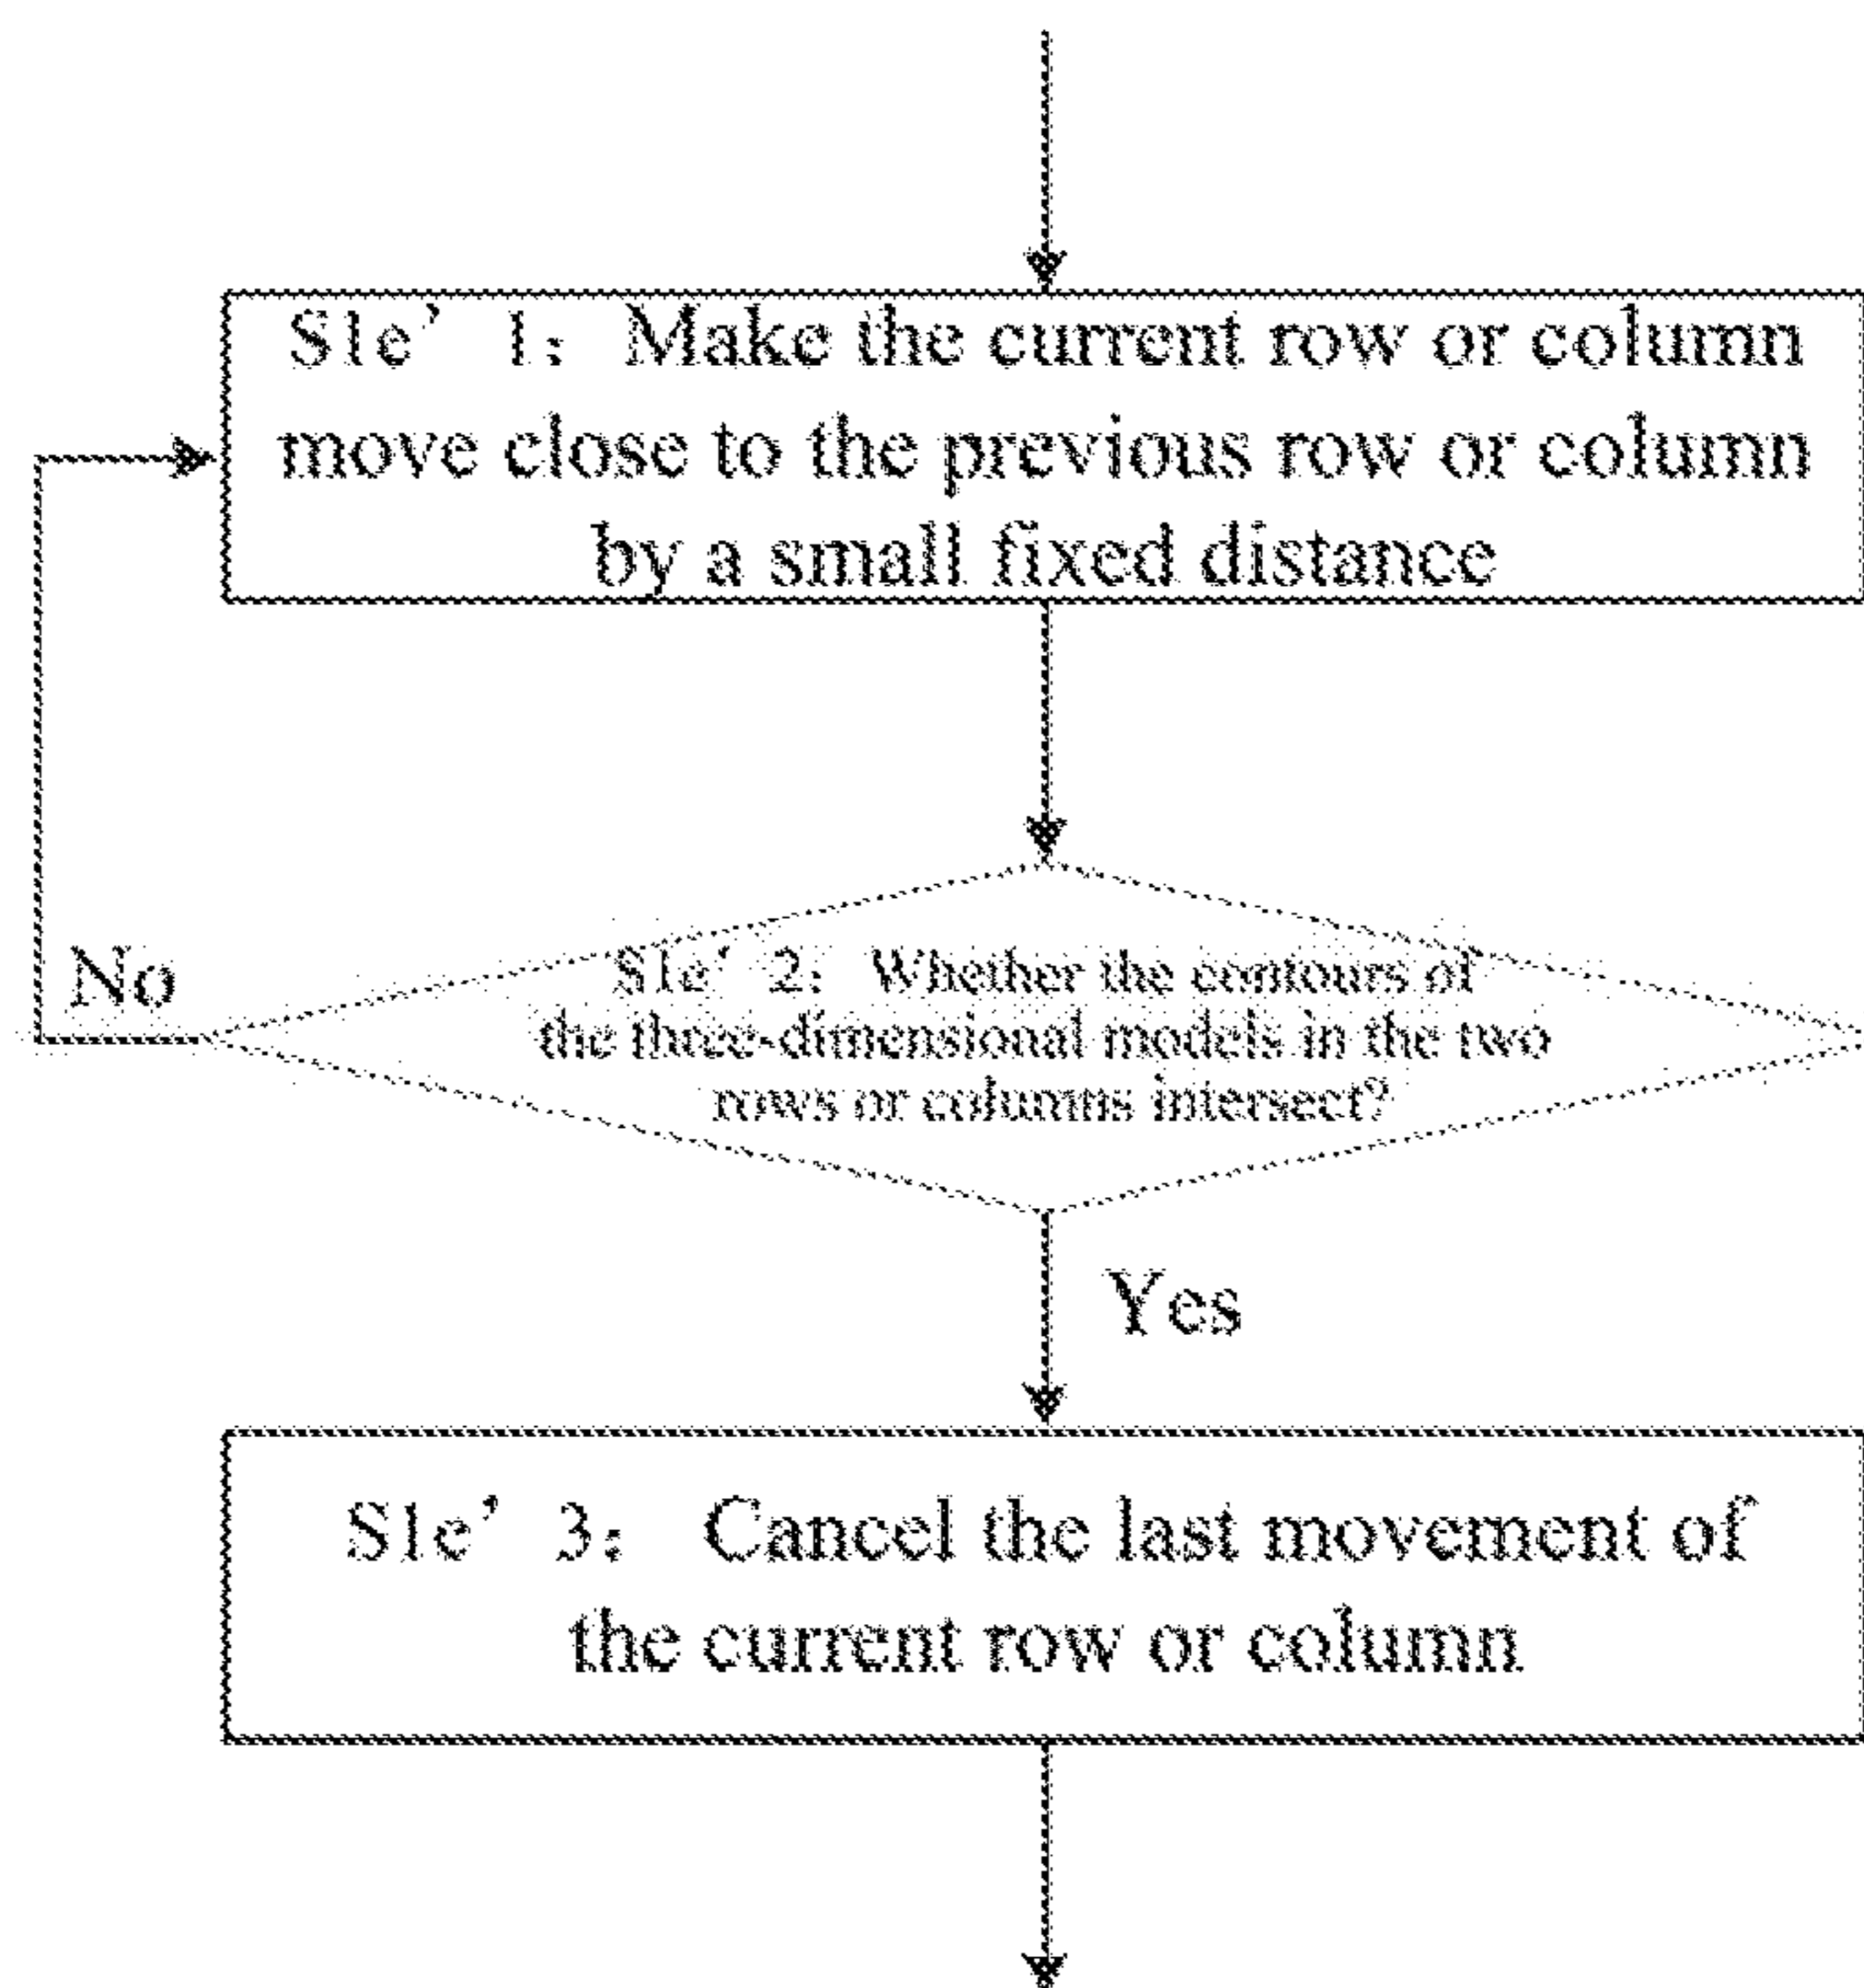 S1e’ 1: Make the current row or column
move close to the previous row or column
by a small fixed distance
No
S1e’ 2: Whether the contours of
the three-dimensional models in the two
rows or columns intersect?
Yes
S1e’ 3: Cancel the last movement of
the current row or column